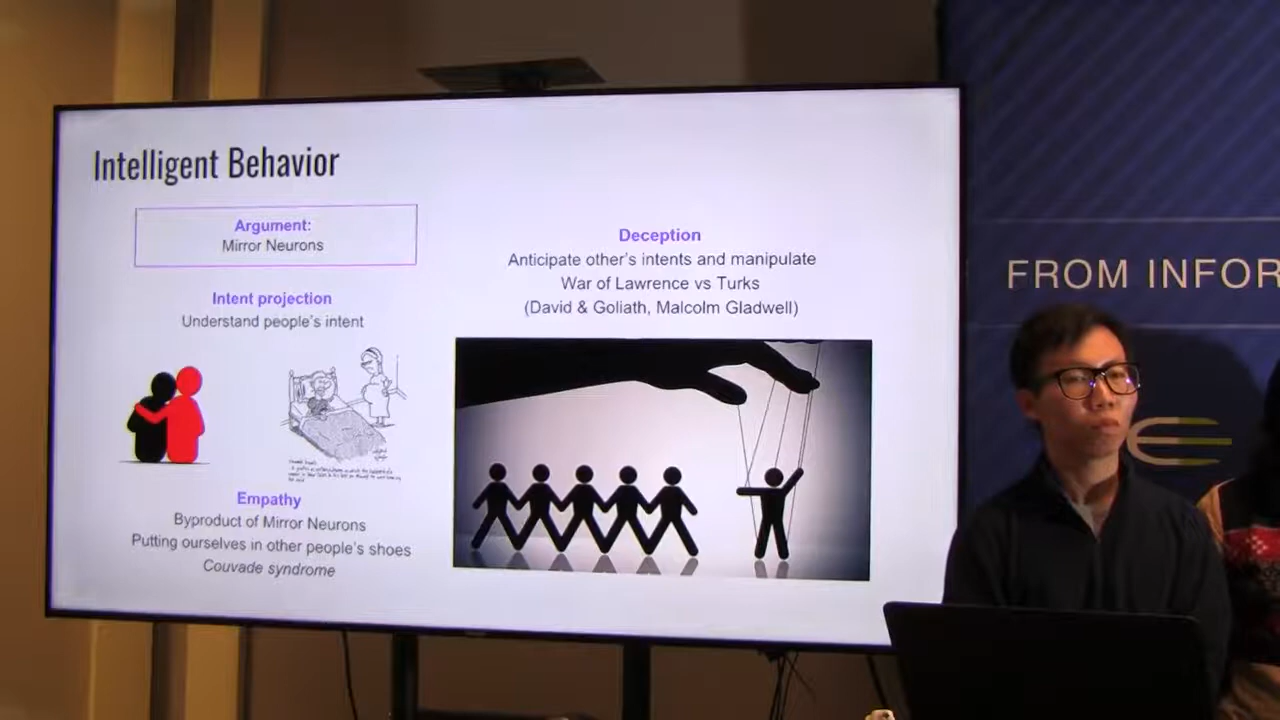 Intelligent Behavior
Argument:
Mirror Neurons
Intent projection
Understand people's intent
Empathy
Byproduct of Mirror Neurons
Putting ourselves in other people's shoes
Couvade syndrome
Deception
Anticipate other's intents and manipulate
War of Lawrence vs Turks
(David & Goliath, Malcolm Gladwell)
FROM INFOR